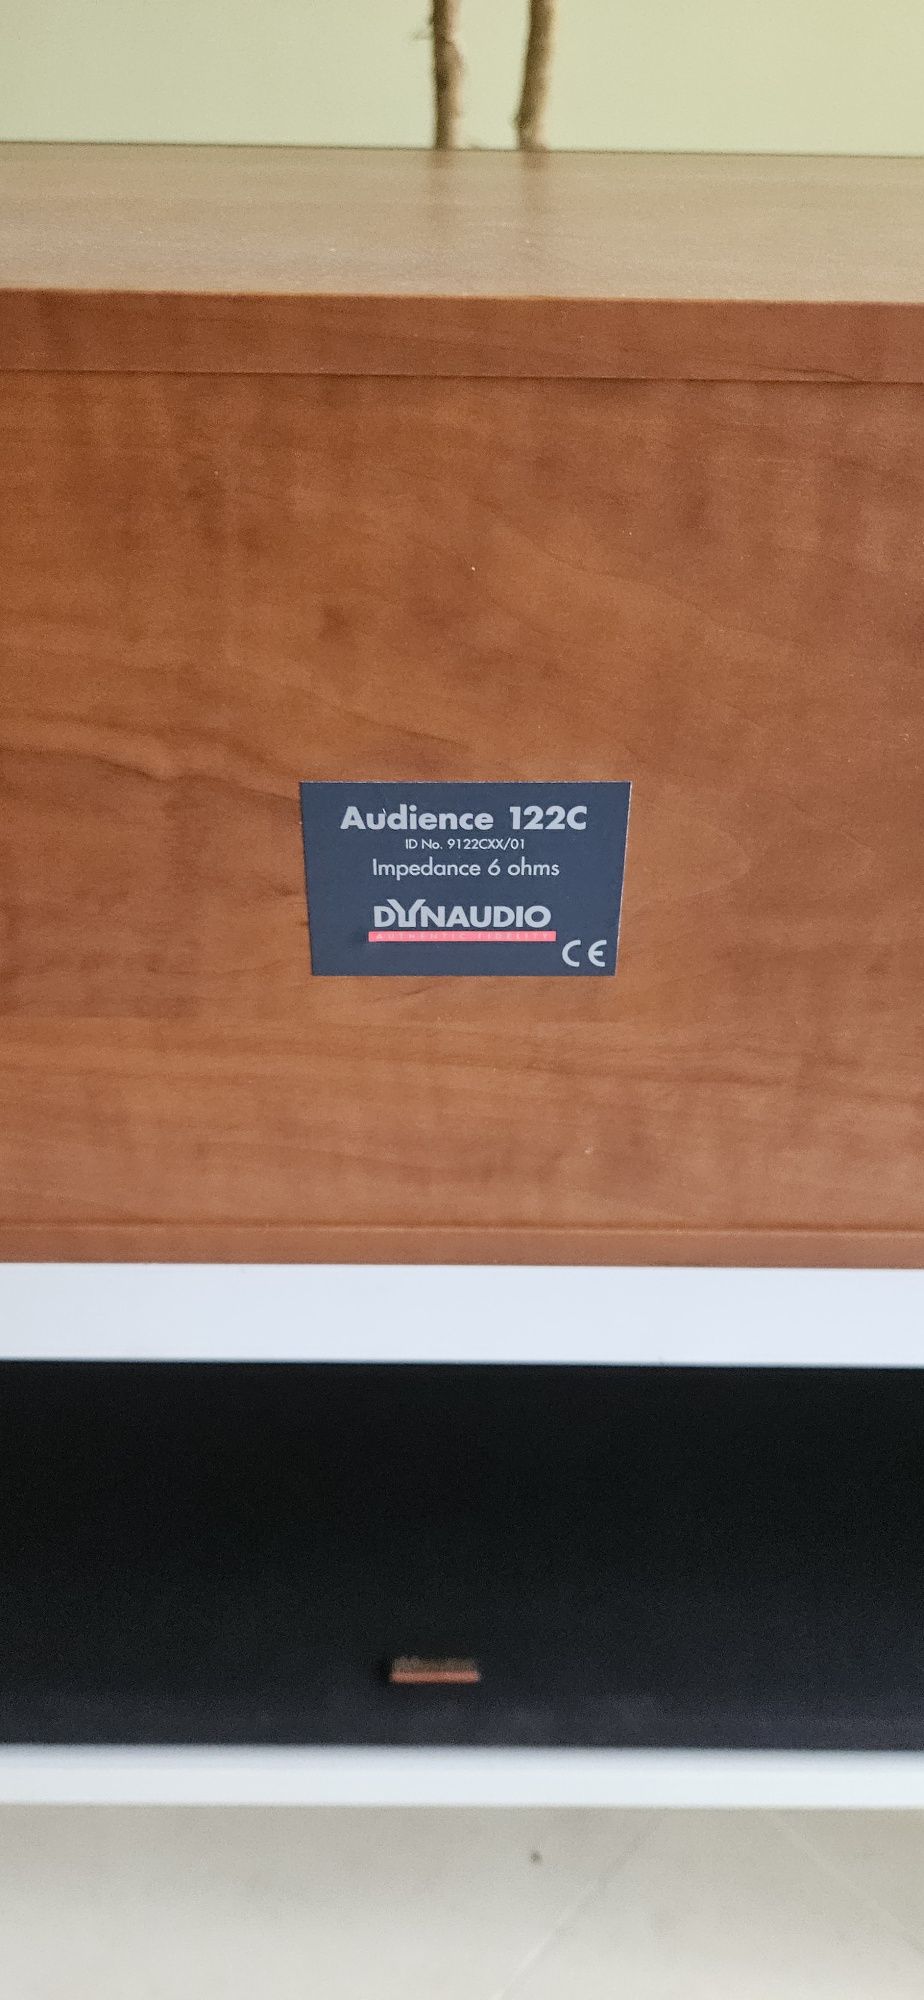 Audience 122C
ID No. 9122CXX/01
Impedance 6 ohms
DYNAUDIO
AUTHENTIC FIDELITY
CE